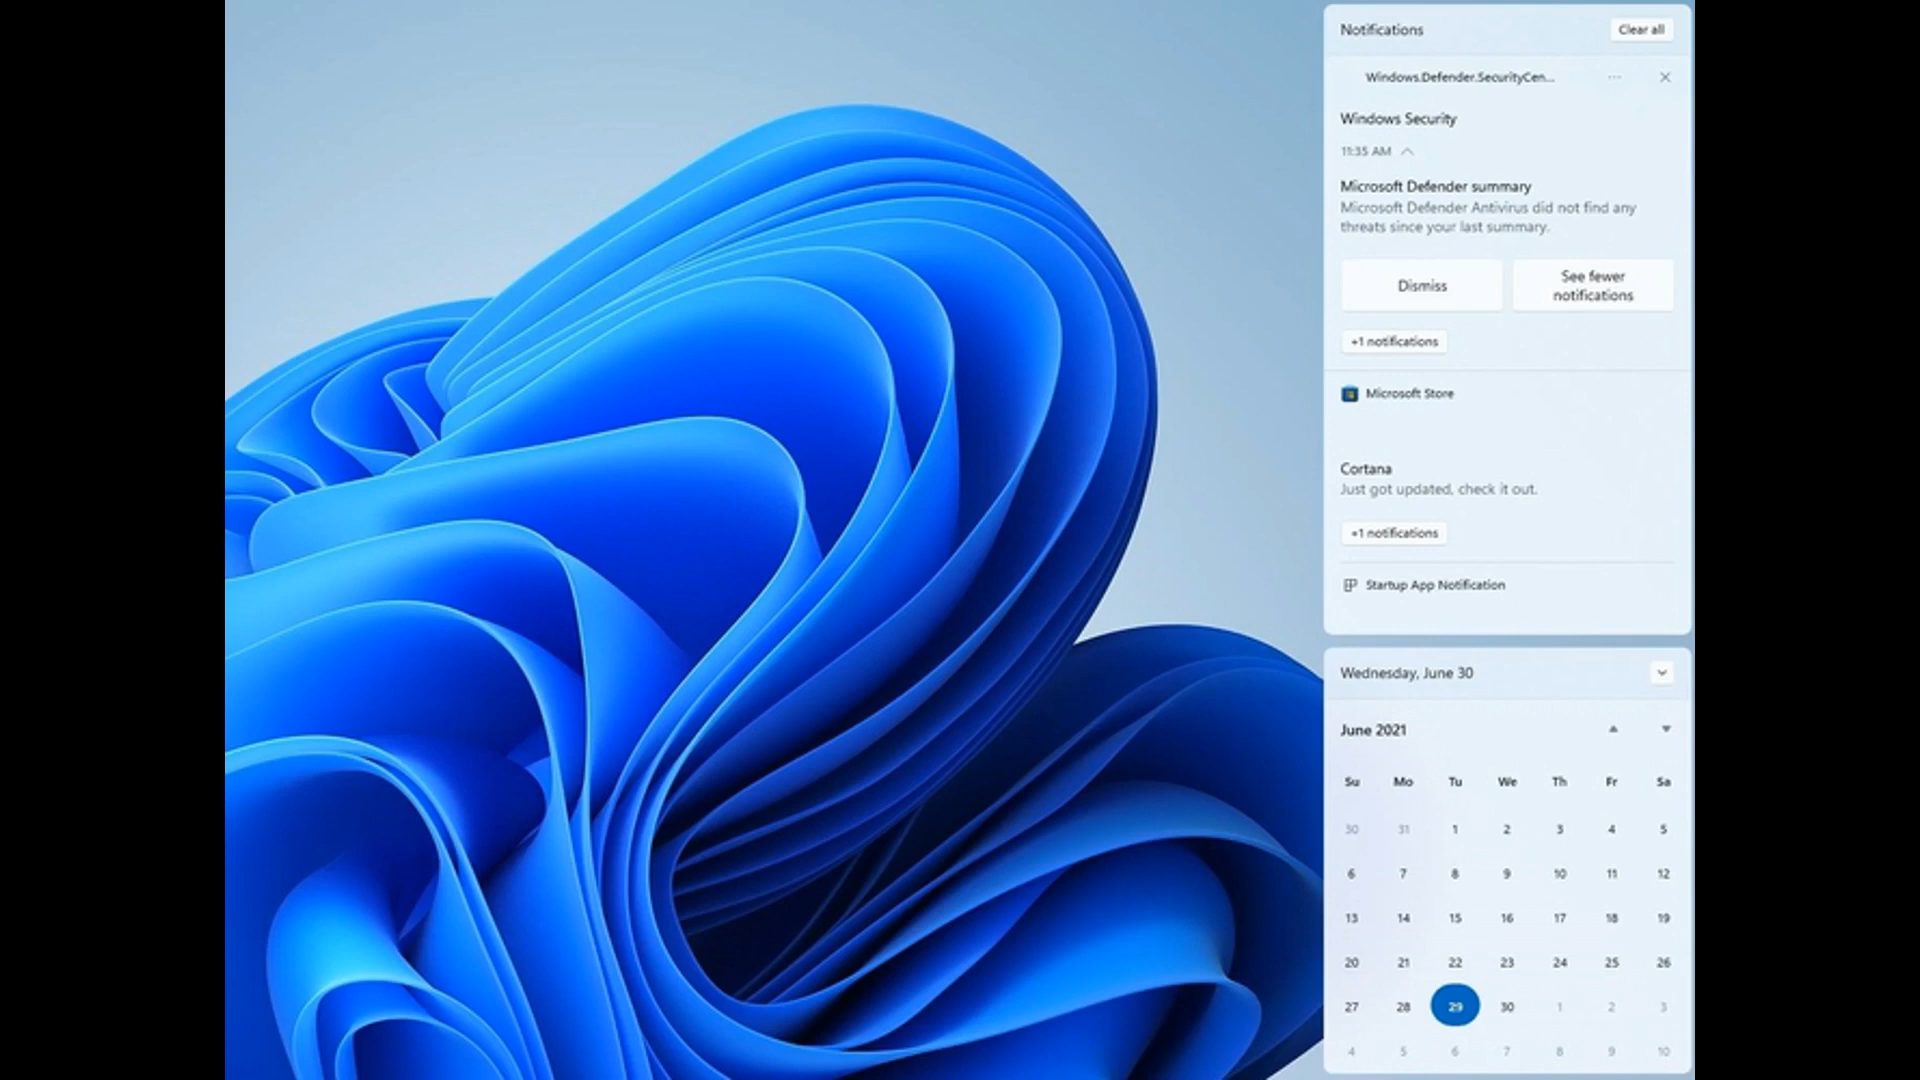 Notifications Clear all
Windows.Defender.SecurityCen...
Windows Security
11:35 AM
Microsoft Defender summary
Microsoft Defender Antivirus did not find any
threats since your last summary.
Dismiss
See fewer
notifications
+1 notifications
Microsoft Store
Cortana
Just got updated, check it out.
+1 notifications
Startup App Notification
Wednesday, June 30
June 2021
Su Mo Tu We Th Fr Sa
30 31 1 2 3 4 5
6 7 8 9 10 11 12
13 14 15 16 17 18 19
20 21 22 23 24 25 26
27 28 29 30 1 2 3
4 5 6 7 8 9 10